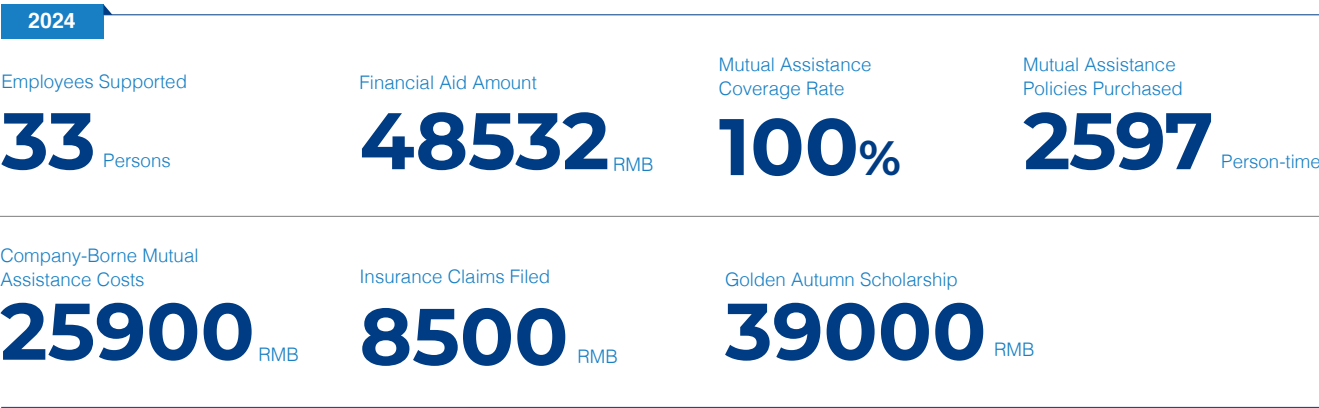 2024
Employees Supported
33 Persons
Financial Aid Amount
48532 RMB
Mutual Assistance
Coverage Rate
100%
Mutual Assistance
Policies Purchased
2597 Person-time
Company-Borne Mutual
Assistance Costs
25900 RMB
Insurance Claims Filed
8500 RMB
Golden Autumn Scholarship
39000 RMB